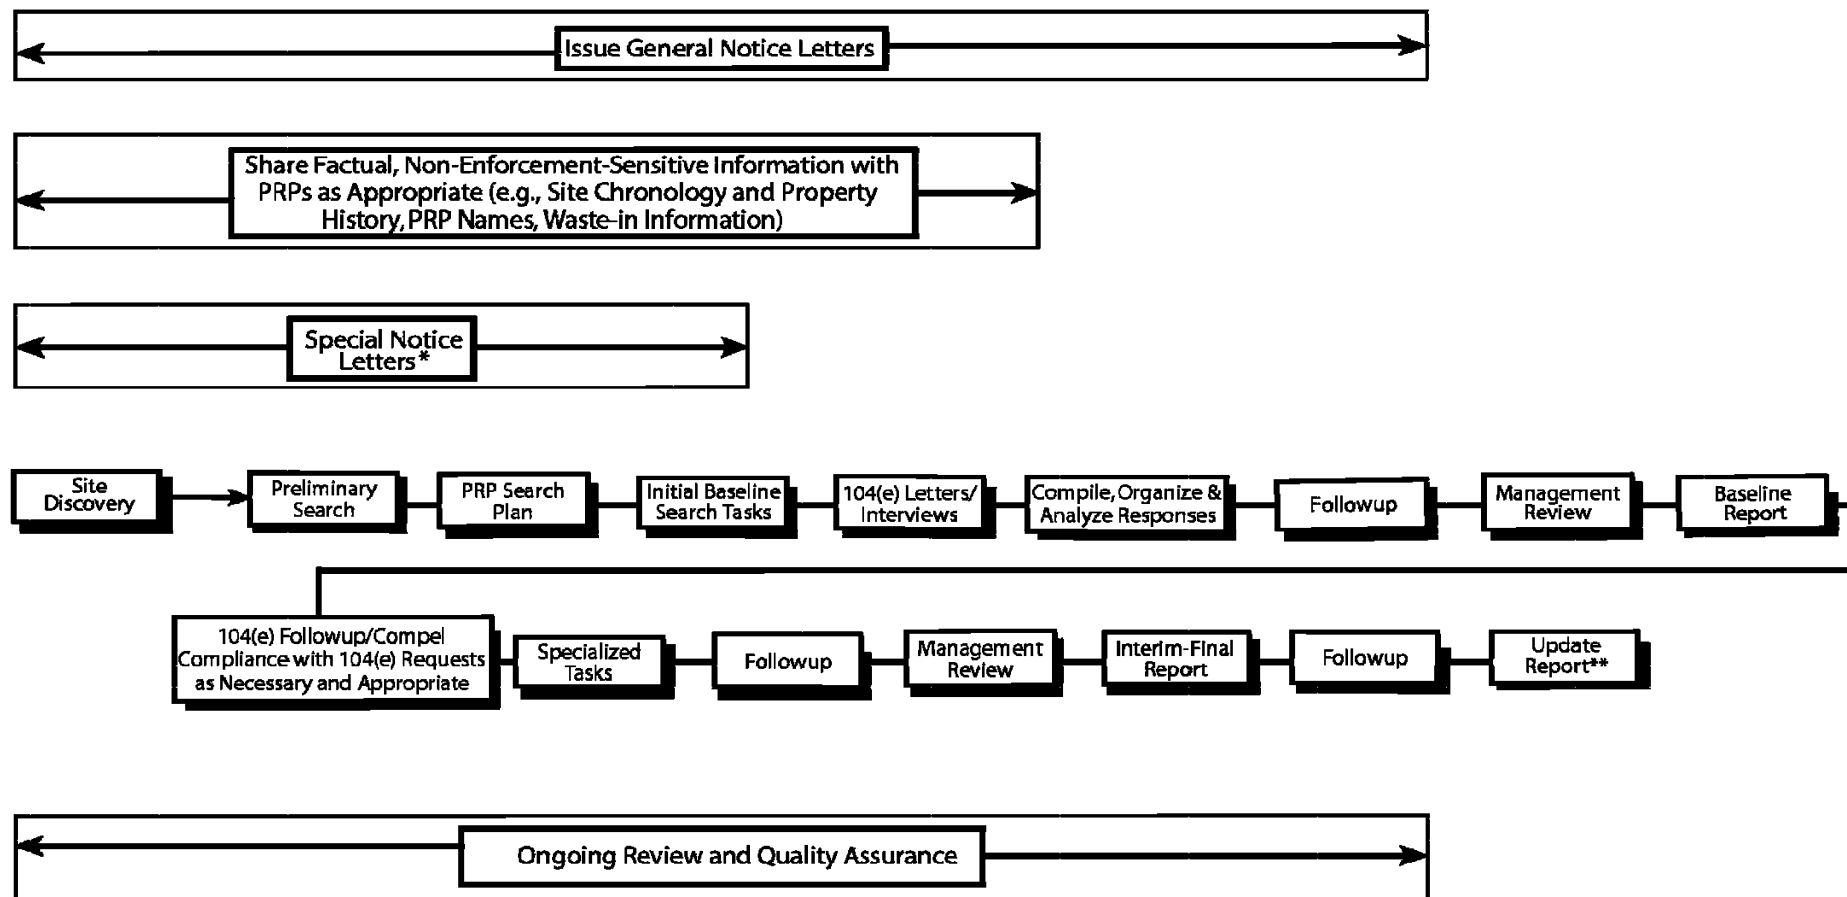 Issue General Notice Letters
Share Factual, Non-Enforcement-Sensitive Information with
PRPs as Appropriate (e.g., Site Chronology and Property
History, PRP Names, Waste-in Information)
Special Notice
Letters*
Site
Discovery
Preliminary
Search
PRP Search
Plan
Initial Baseline
Search Tasks
104(e) Letters/
Interviews
Compile, Organize &
Analyze Responses
Followup
Management
Review
Baseline
Report
104(e) Followup/Compel
Compliance with 104(e) Requests
as Necessary and Appropriate
Specialized
Tasks
Followup
Management
Review
Interim-Final
Report
Followup
Update
Report**
Ongoing Review and Quality Assurance